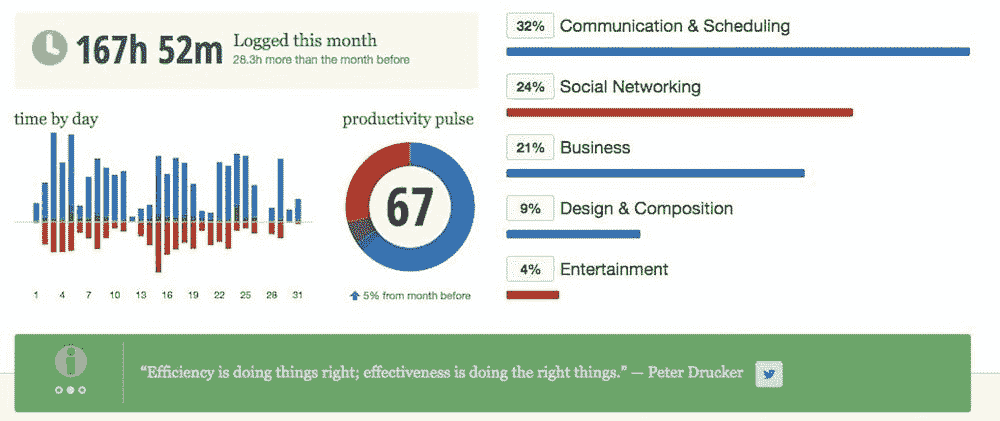 167h 52m
Logged this month
28.3h more than the month before
time by day
1 4 7 10 13 16 19 22 25 28 31
productivity pulse
67
5% from month before
32% Communication & Scheduling
24% Social Networking
21% Business
9% Design & Composition
4% Entertainment
“Efficiency is doing things right; effectiveness is doing the right things.” — Peter Drucker